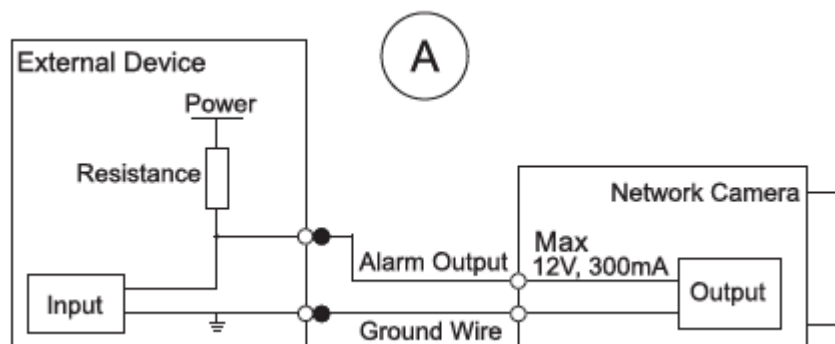 A
External Device
Power
Resistance
Network Camera
Alarm Output
Max
12V, 300mA
Input
Output
Ground Wire